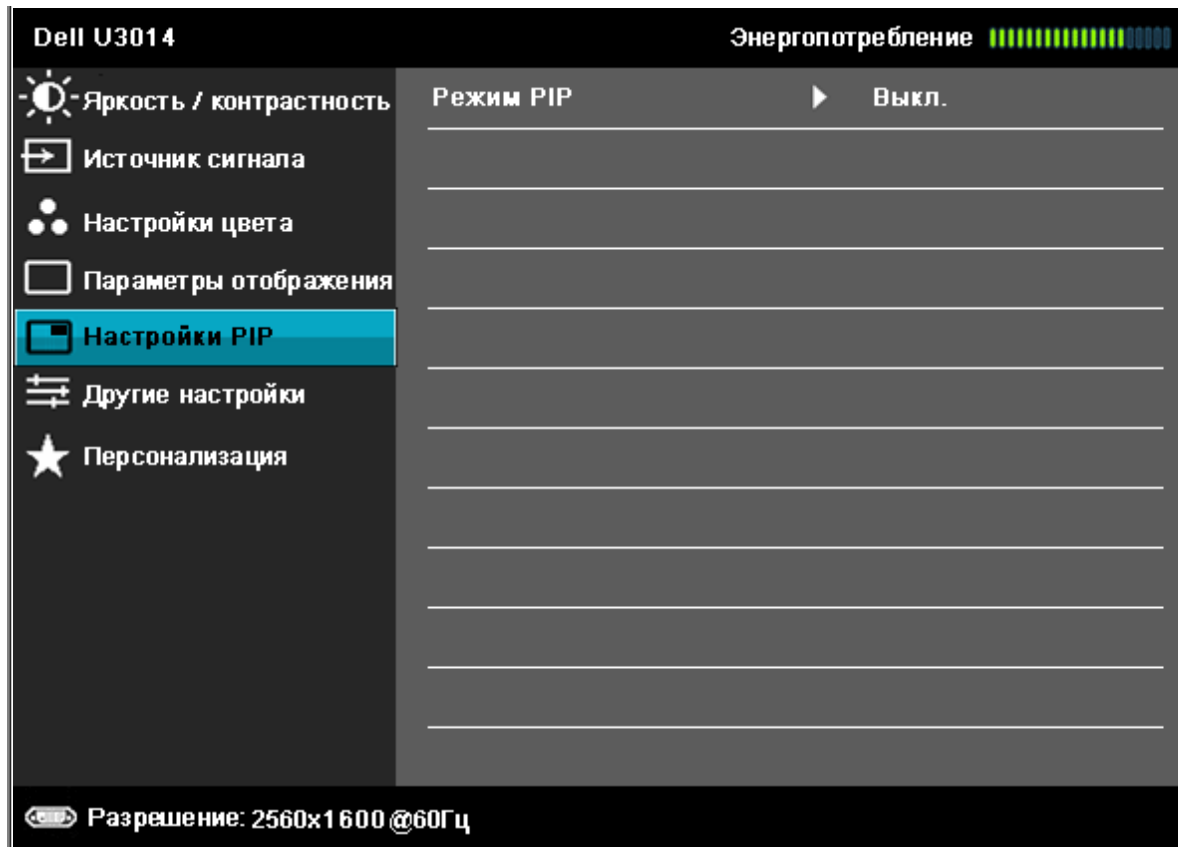 Dell U3014
Энергопотребление
Яркость / контрастность
Режим PIP
Выкл.
Источник сигнала
Настройки цвета
Параметры отображения
Настройки PIP
Другие настройки
Персонализация
Разрешение: 2560x1600@60Гц